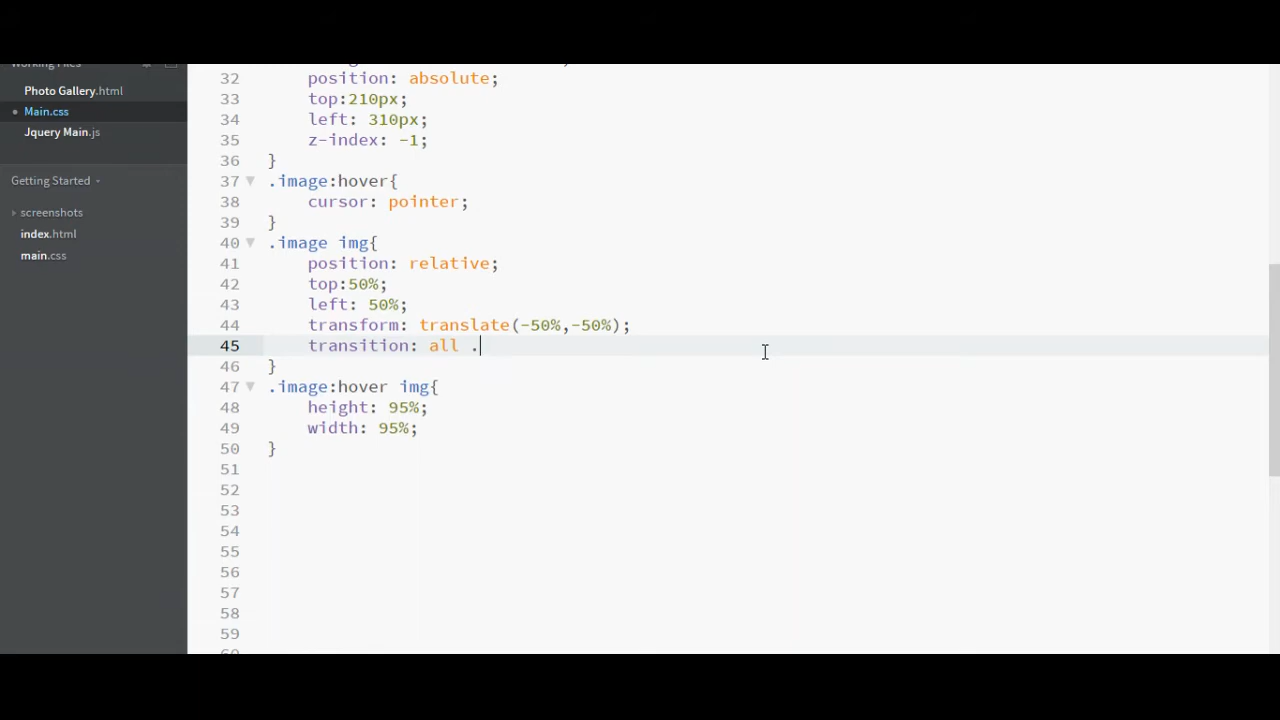 Working Files
Photo Gallery.html
Main.css
Jquery Main.js
Getting Started
screenshots
index.html
main.css
32 position: absolute;
33 top:210px;
34 left: 310px;
35 z-index: -1;
36 }
37 .image:hover{
38 cursor: pointer;
39 }
40 .image img{
41 position: relative;
42 top:50%;
43 left: 50%;
44 transform: translate(-50%,-50%);
45 transition: all .
46 }
47 .image:hover img{
48 height: 95%;
49 width: 95%;
50 }
51
52
53
54
55
56
57
58
59
60